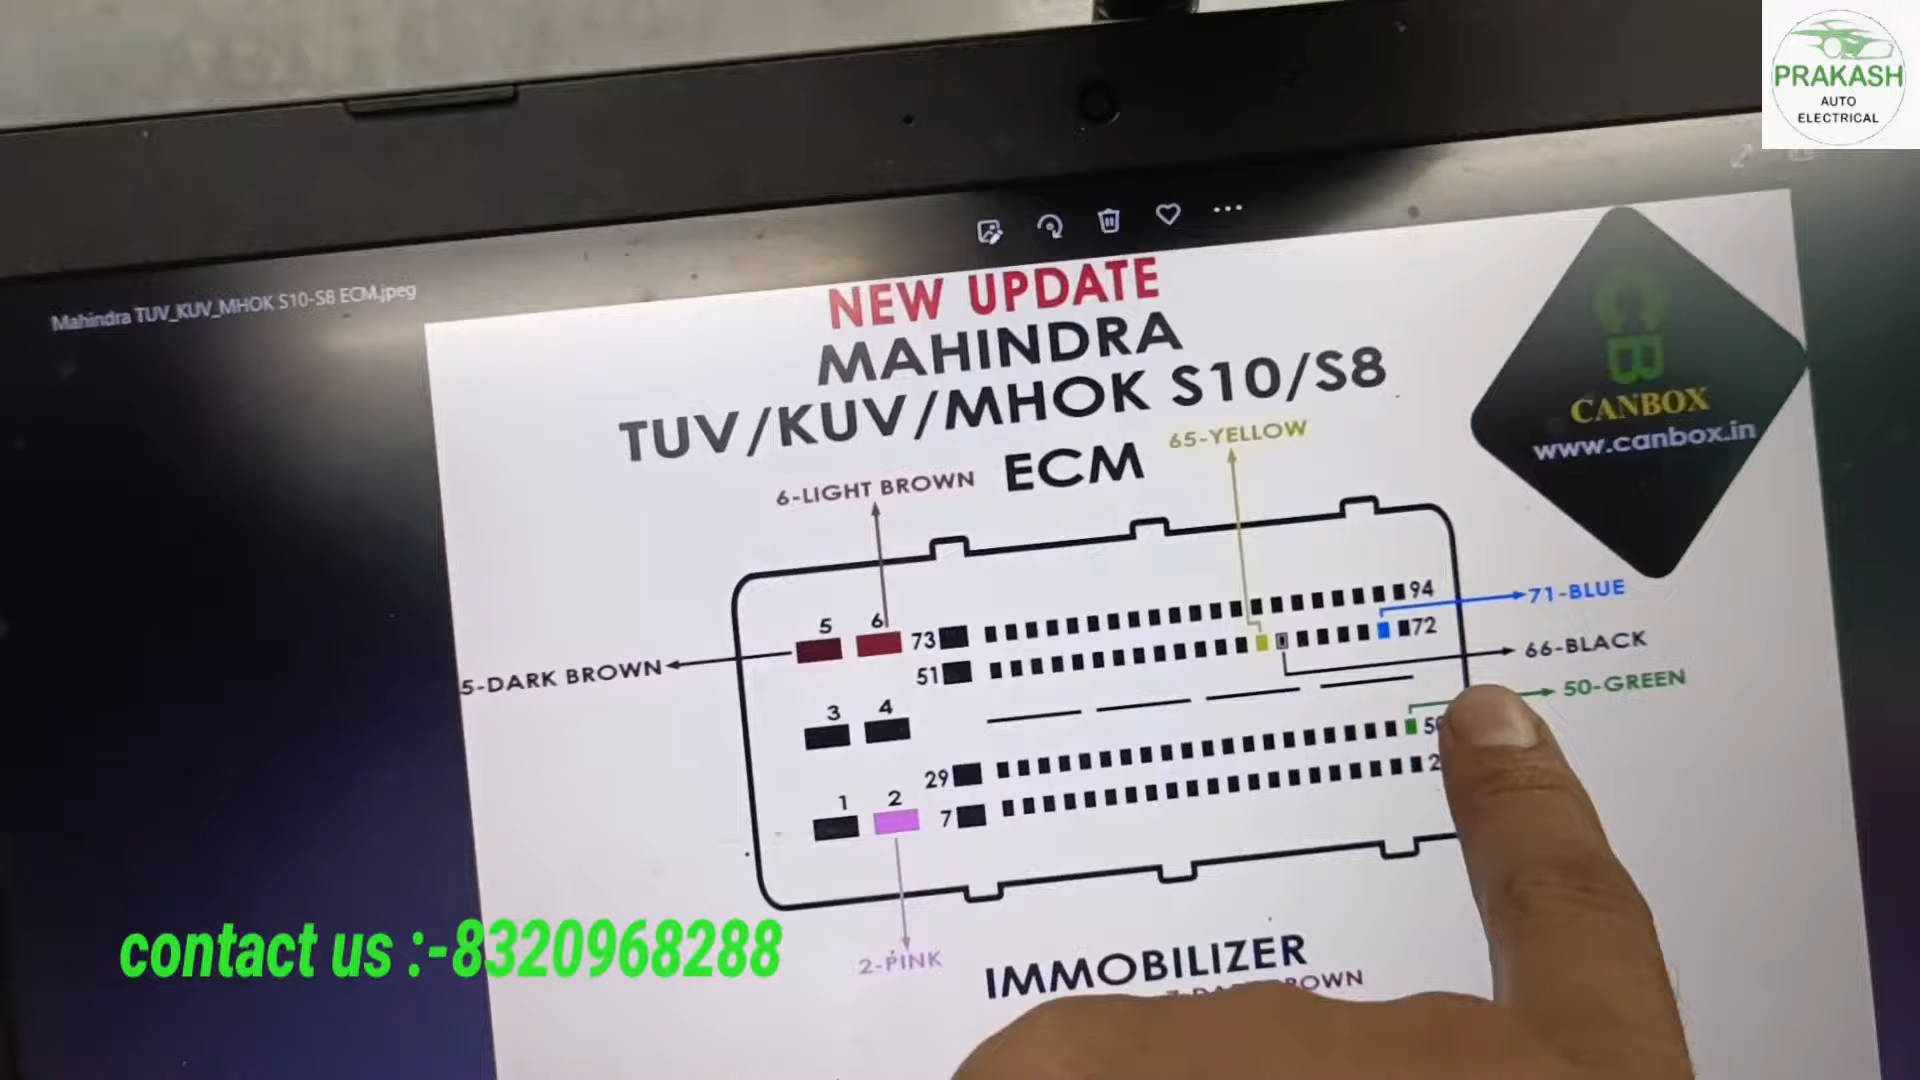 PRAKASH
AUTO
ELECTRICAL
Mahindra TUV_KUV_MHOK S10-S8 ECM.jpeg
NEW UPDATE
MAHINDRA
TUV/KUV/MHOK S10/S8
ECM
CB
CANBOX
www.canbox.in
65-YELLOW
6-LIGHT BROWN
94
71-BLUE
5
6
73
72
66-BLACK
5-DARK BROWN
51
50-GREEN
3
4
29
1
2
7
contact us :-8320968288
2-PINK
IMMOBILIZER